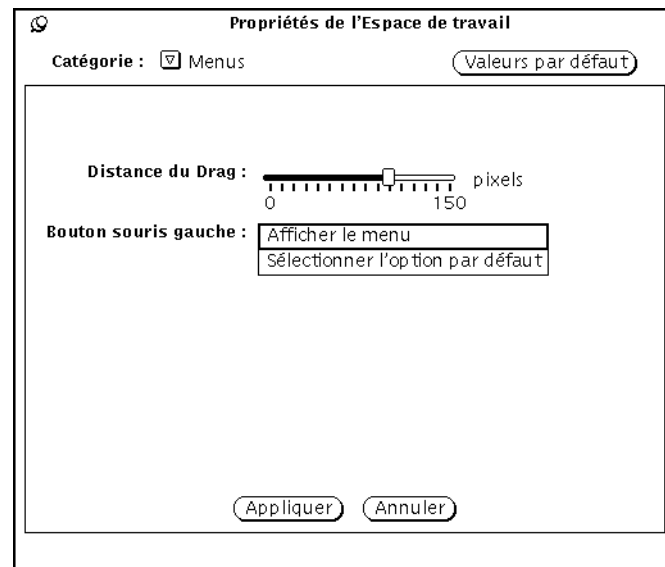 Propriétés de l'Espace de travail
Catégorie : Menus
Valeurs par défaut
Distance du Drag :
pixels
0 150
Bouton souris gauche :
Afficher le menu
Sélectionner l'option par défaut
Appliquer
Annuler